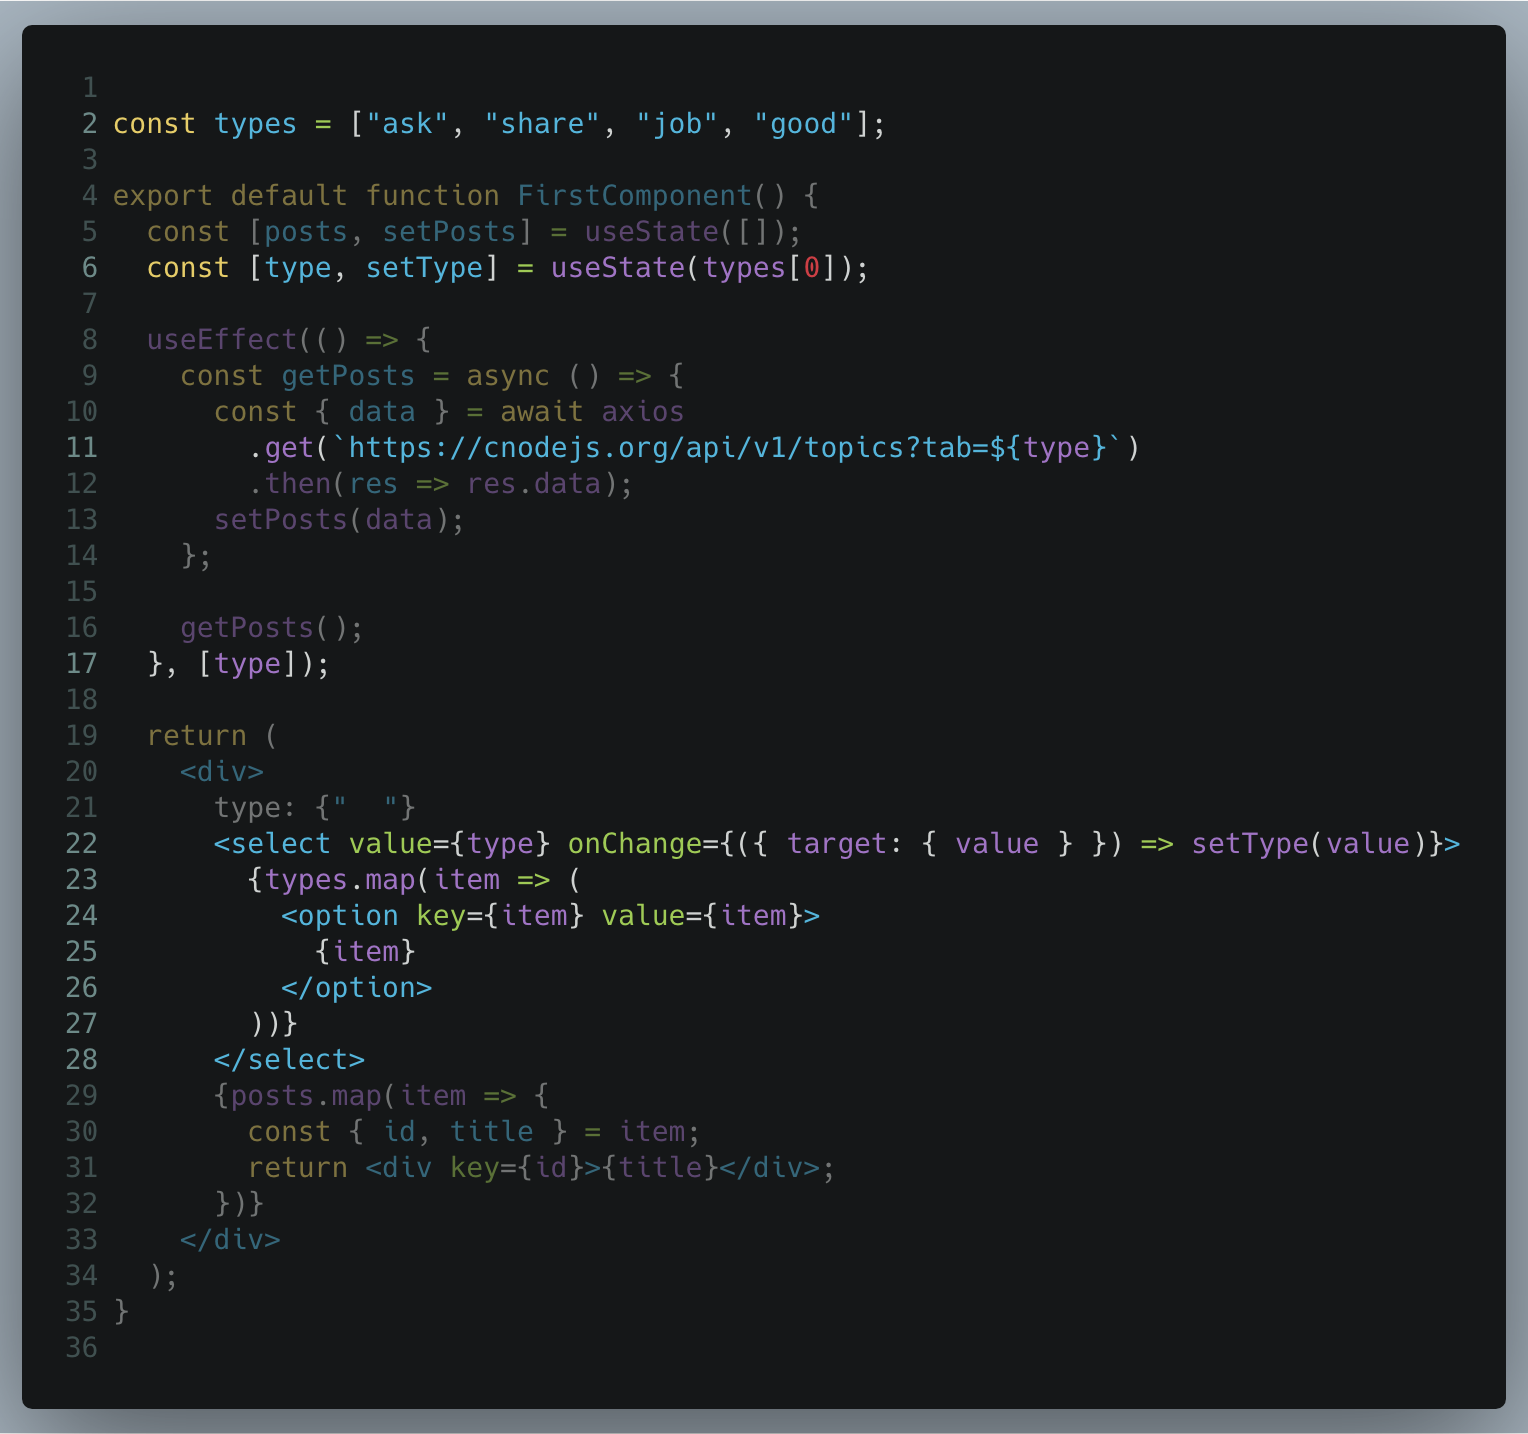 1
2 const types = ["ask", "share", "job", "good"];
3
4 export default function FirstComponent() {
5   const [posts, setPosts] = useState([]);
6   const [type, setType] = useState(types[0]);
7
8   useEffect(() => {
9     const getPosts = async () => {
10       const { data } = await axios
11         .get(`https://cnodejs.org/api/v1/topics?tab=${type}`)
12         .then(res => res.data);
13       setPosts(data);
14     };
15
16     getPosts();
17   }, [type]);
18
19   return (
20     <div>
21       type: {"  "}
22       <select value={type} onChange={({ target: { value } }) => setType(value)}>
23         {types.map(item => (
24           <option key={item} value={item}>
25             {item}
26           </option>
27         ))}
28       </select>
29       {posts.map(item => {
30         const { id, title } = item;
31         return <div key={id}>{title}</div>;
32       })}
33     </div>
34   );
35 }
36